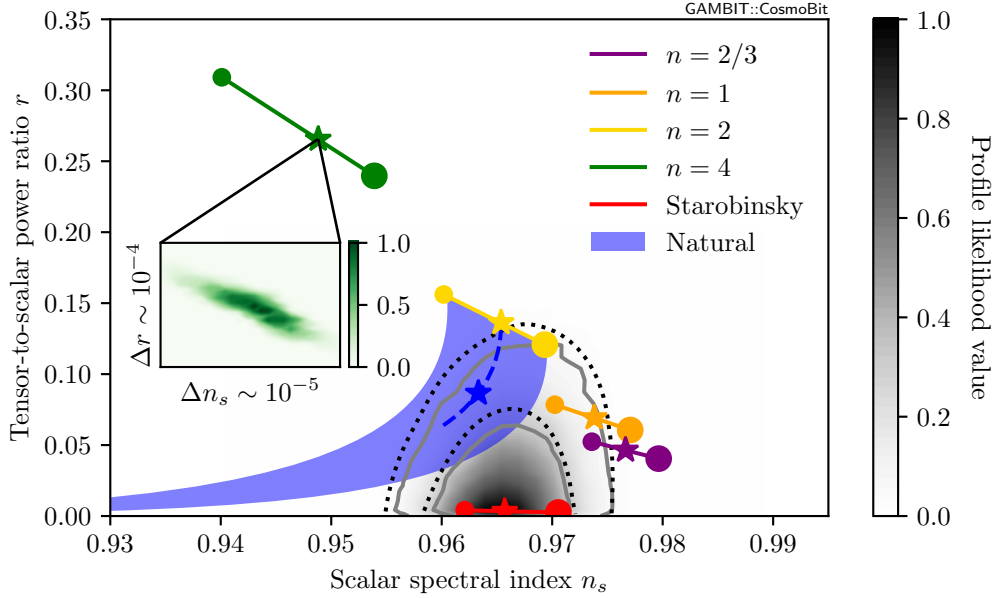 GAMBIT::CosmoBit
Tensor-to-scalar power ratio r
0.35
0.30
0.25
0.20
0.15
0.10
0.05
0.00
n = 2/3
n = 1
n = 2
n = 4
Starobinsky
Natural
Δr ∼ 10⁻⁴
1.0
0.5
0.0
Δnₛ ∼ 10⁻⁵
0.93
0.94
0.95
0.96
0.97
0.98
0.99
Scalar spectral index nₛ
1.0
0.8
0.6
0.4
0.2
0.0
Profile likelihood value